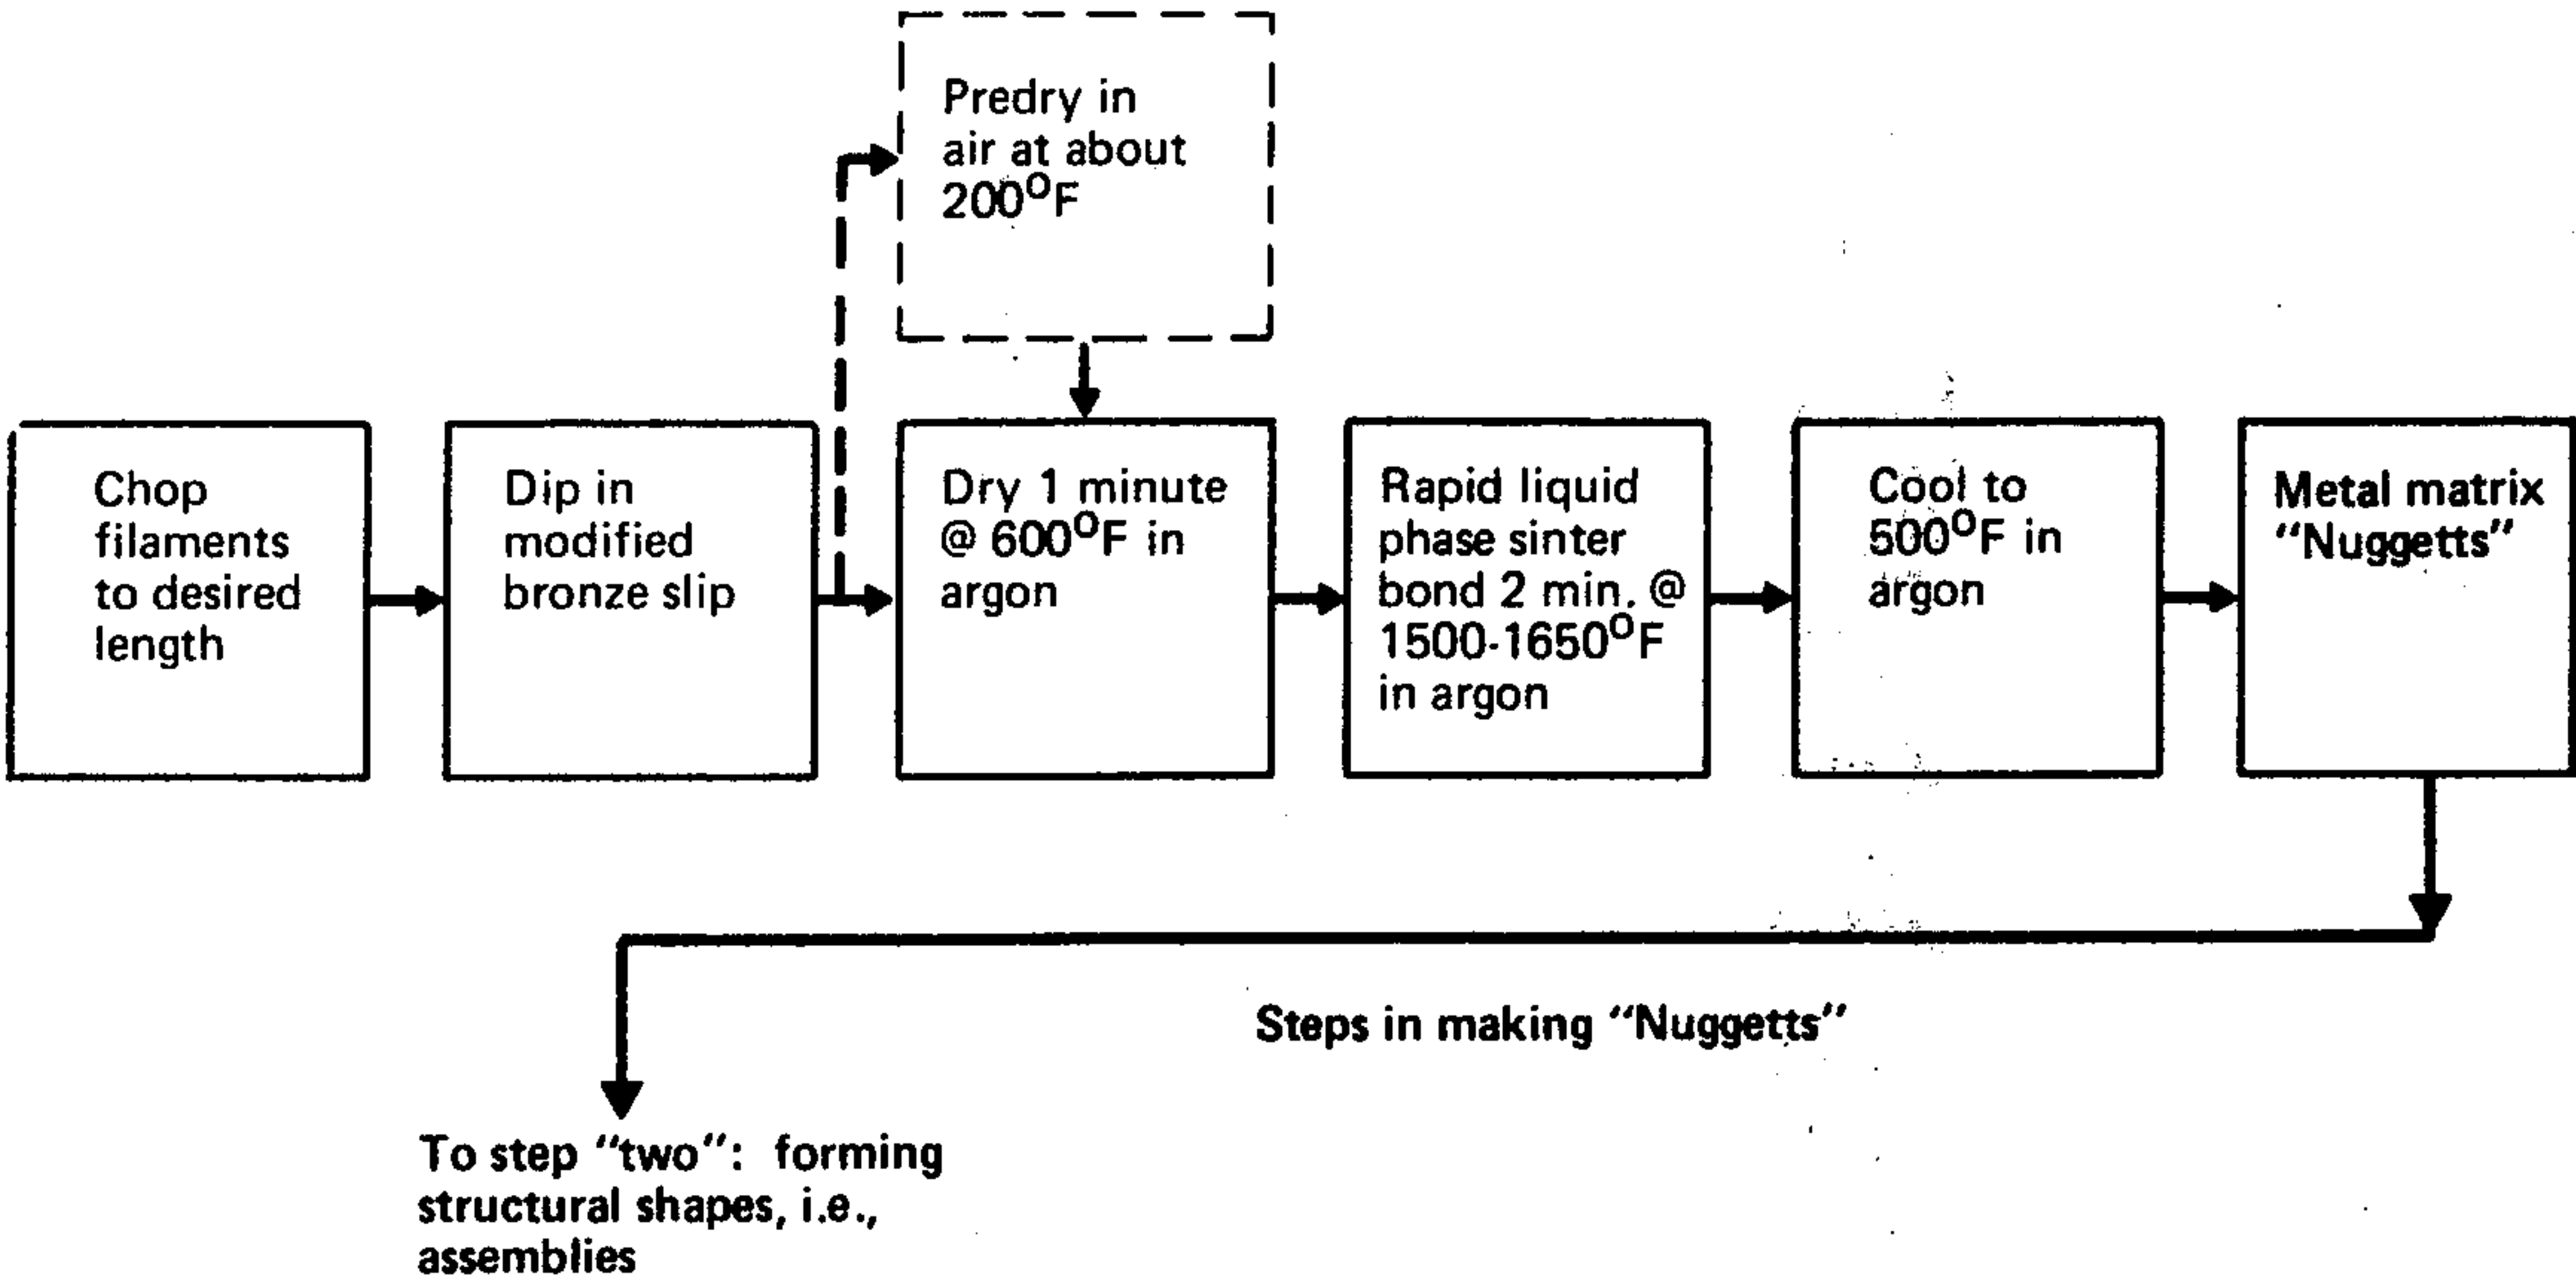 Predry in
air at about
200°F
Chop
filaments
to desired
length
Dip in
modified
bronze slip
Dry 1 minute
@ 600°F in
argon
Rapid liquid
phase sinter
bond 2 min. @
1500-1650°F
in argon
Cool to
500°F in
argon
Metal matrix
“Nuggetts”
Steps in making “Nuggetts”
To step “two”: forming
structural shapes, i.e.,
assemblies